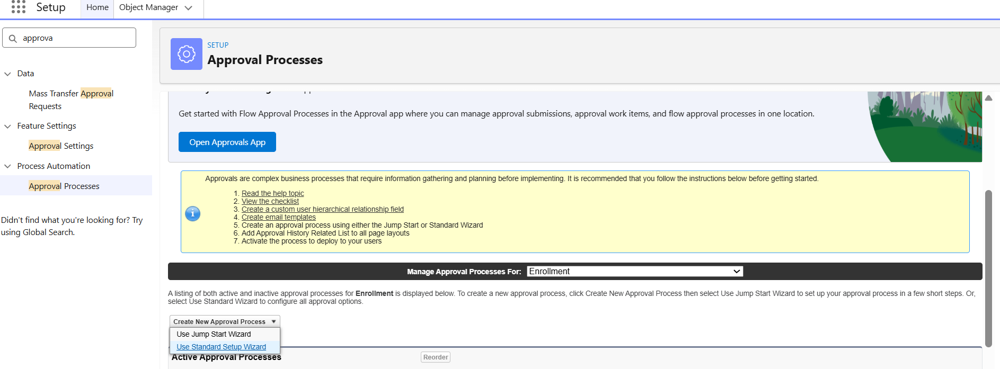 Setup
Home
Object Manager
approva
Data
Mass Transfer Approval
Requests
Feature Settings
Approval Settings
Process Automation
Approval Processes
Didn't find what you're looking for? Try
using Global Search.
SETUP
Approval Processes
Get started with Flow Approval Processes in the Approval app where you can manage approval submissions, approval work items, and flow approval processes in one location.
Open Approvals App
Approvals are complex business processes that require information gathering and planning before implementing. It is recommended that you follow the instructions below before getting started.
1. Read the help topic
2. View the checklist
3. Create a custom user hierarchical relationship field
4. Create email templates
5. Create an approval process using either the Jump Start or Standard Wizard
6. Add Approval History Related List to all page layouts
7. Activate the process to deploy to your users
Manage Approval Processes For: Enrollment
A listing of both active and inactive approval processes for Enrollment is displayed below. To create a new approval process, click Create New Approval Process then select Use Jump Start Wizard to set up your approval process in a few short steps. Or,
select Use Standard Wizard to configure all approval options.
Create New Approval Process
Use Jump Start Wizard
Use Standard Setup Wizard
Active Approval Processes
Reorder